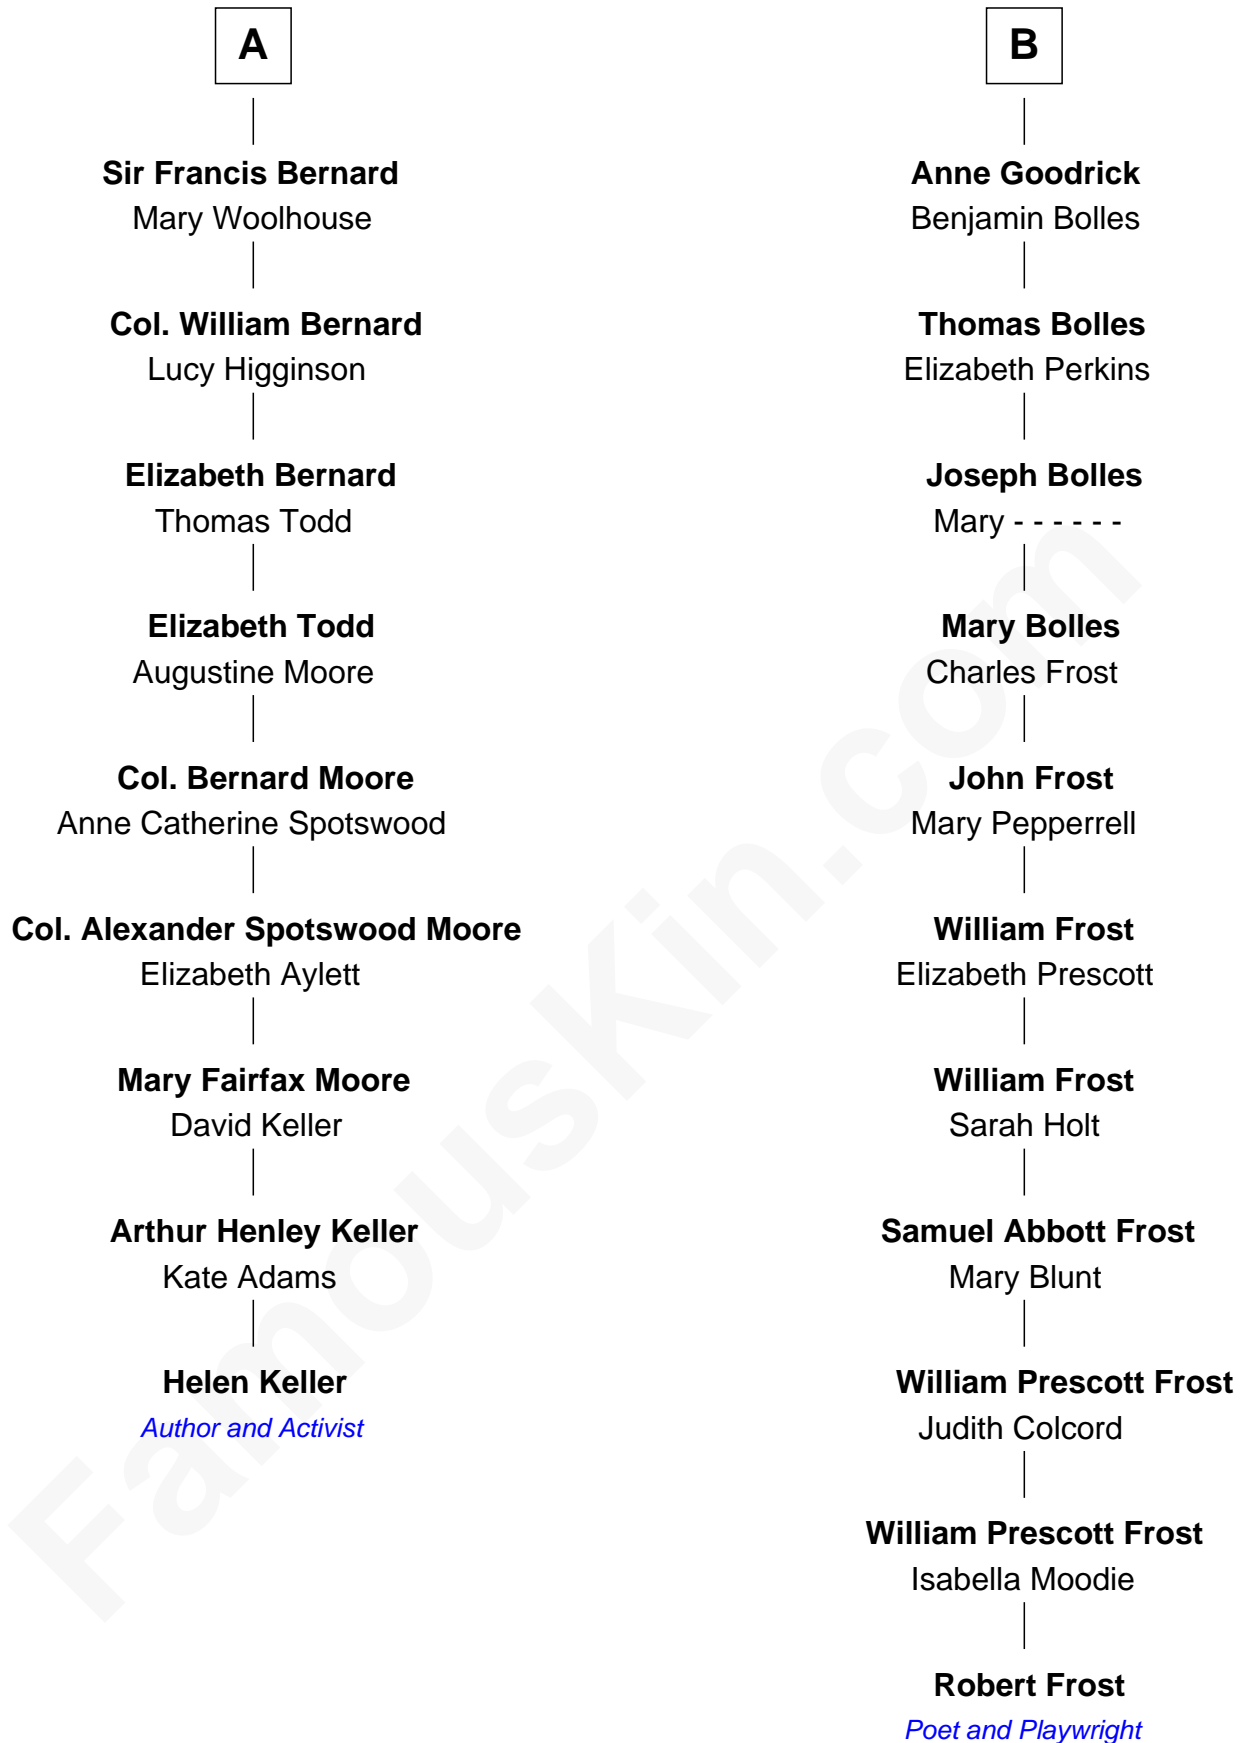 A
Sir Francis Bernard
Mary Woolhouse
Col. William Bernard
Lucy Higginson
Elizabeth Bernard
Thomas Todd
Elizabeth Todd
Augustine Moore
Col. Bernard Moore
Anne Catherine Spotswood
Col. Alexander Spotswood Moore
Elizabeth Aylett
Mary Fairfax Moore
David Keller
Arthur Henley Keller
Kate Adams
Helen Keller
Author and Activist
B
Anne Goodrick
Benjamin Bolles
Thomas Bolles
Elizabeth Perkins
Joseph Bolles
Mary - - - - - -
Mary Bolles
Charles Frost
John Frost
Mary Pepperrell
William Frost
Elizabeth Prescott
William Frost
Sarah Holt
Samuel Abbott Frost
Mary Blunt
William Prescott Frost
Judith Colcord
William Prescott Frost
Isabella Moodie
Robert Frost
Poet and Playwright
FamousKin.com